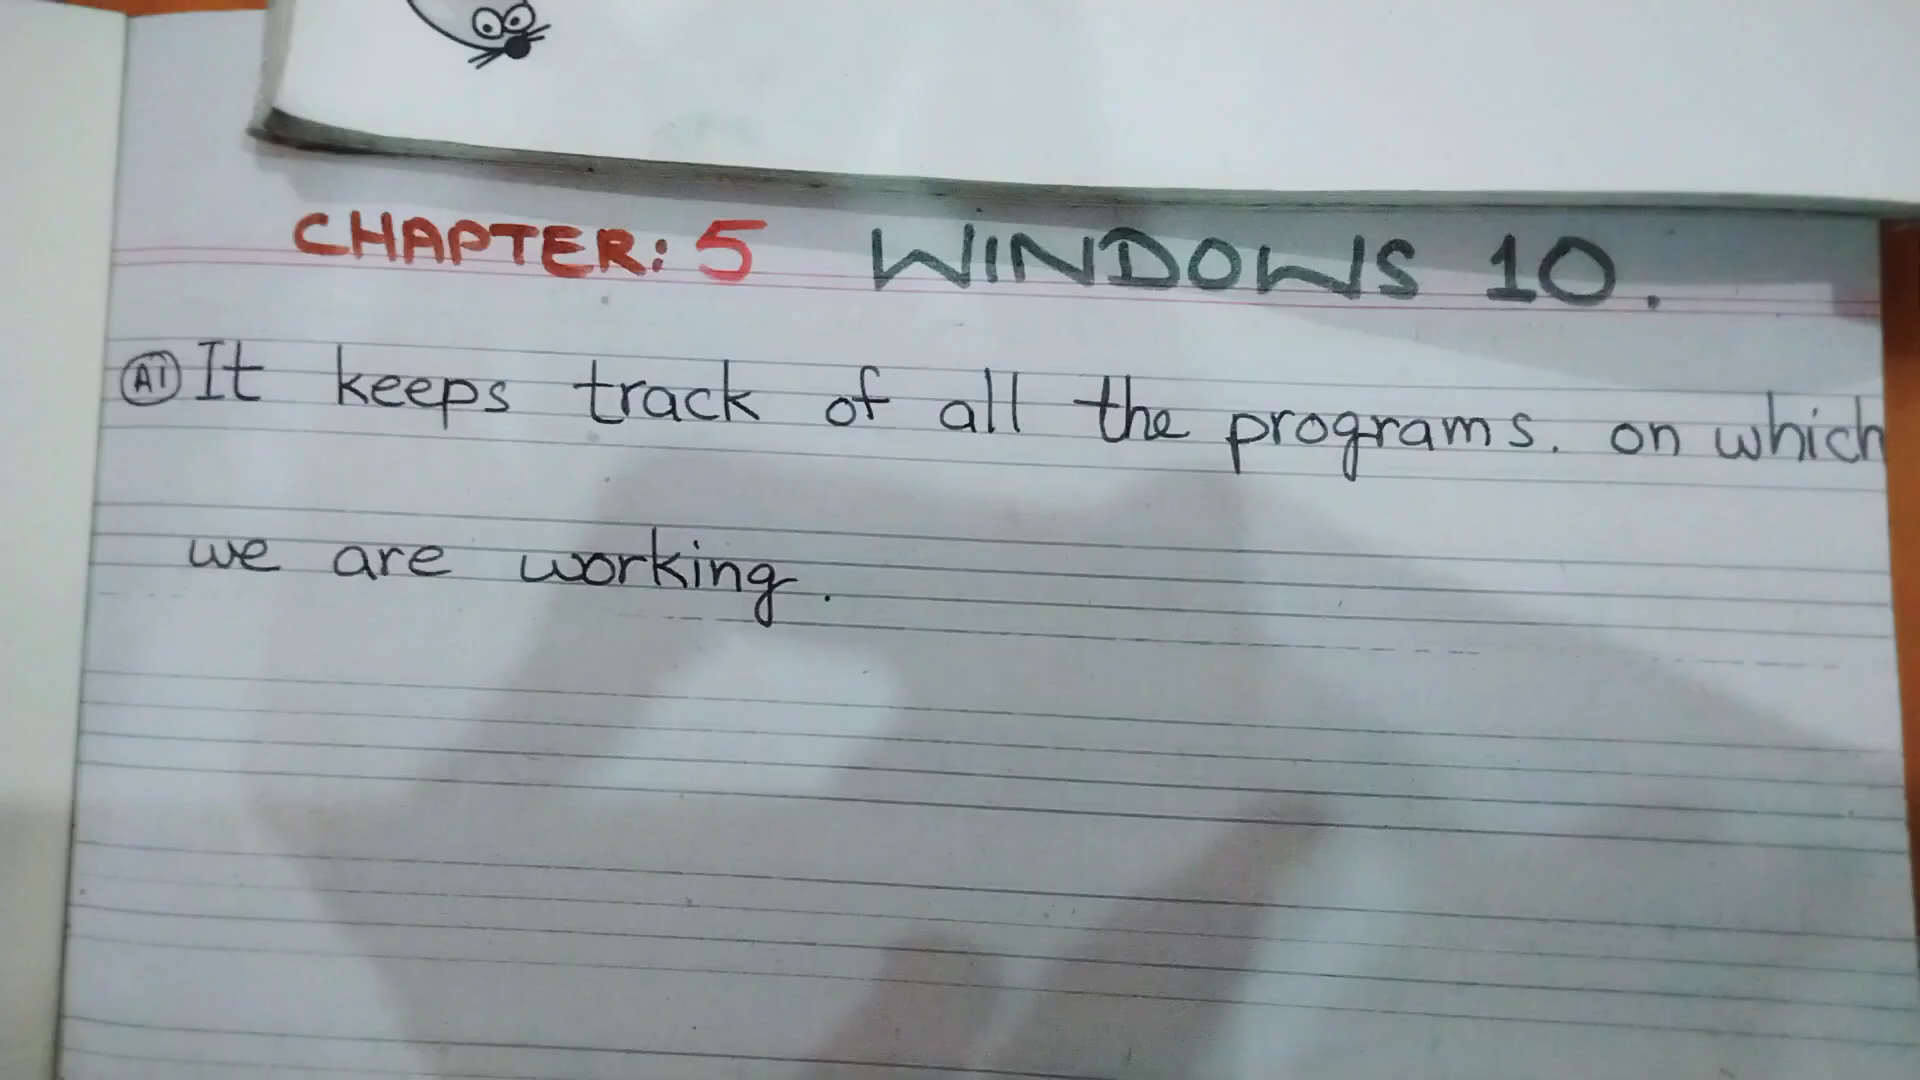 CHAPTER: 5 WINDOWS 10.
A1 It keeps track of all the programs. on which
we are working.